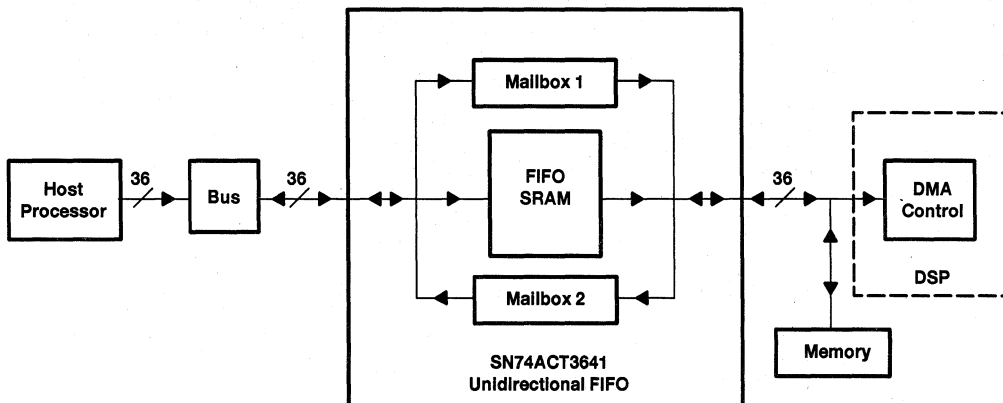 Mailbox 1
Host
Processor
36
Bus
36
FIFO
SRAM
36
DMA
Control
DSP
Mailbox 2
Memory
SN74ACT3641
Unidirectional FIFO